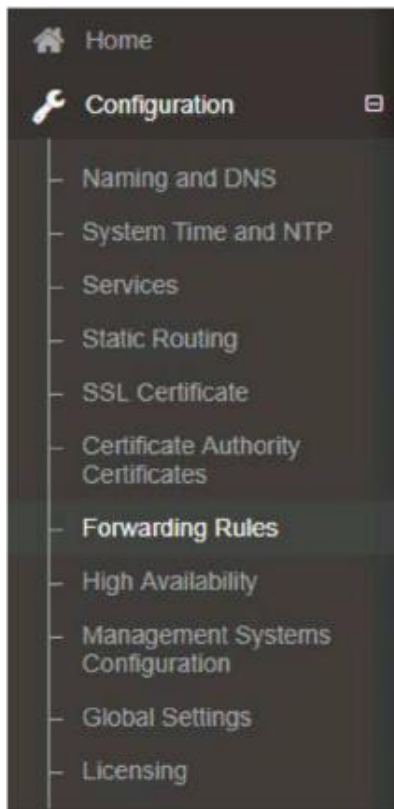 Home
Configuration
Naming and DNS
System Time and NTP
Services
Static Routing
SSL Certificate
Certificate Authority
Certificates
Forwarding Rules
High Availability
Management Systems
Configuration
Global Settings
Licensing